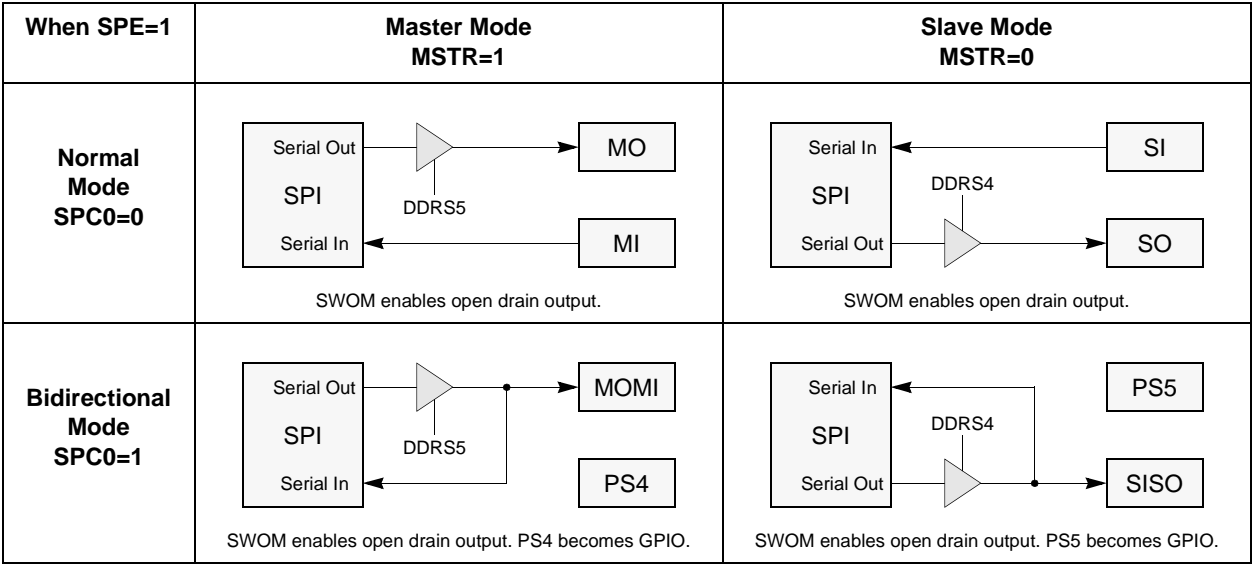 When SPE=1
Master Mode
MSTR=1
Slave Mode
MSTR=0
Normal
Mode
SPC0=0
Serial Out
SPI
Serial In
DDRS5
MO
MI
SWOM enables open drain output.
Serial In
SPI
Serial Out
DDRS4
SI
SO
SWOM enables open drain output.
Bidirectional
Mode
SPC0=1
Serial Out
SPI
Serial In
DDRS5
MOMI
PS4
SWOM enables open drain output. PS4 becomes GPIO.
Serial In
SPI
Serial Out
DDRS4
PS5
SISO
SWOM enables open drain output. PS5 becomes GPIO.